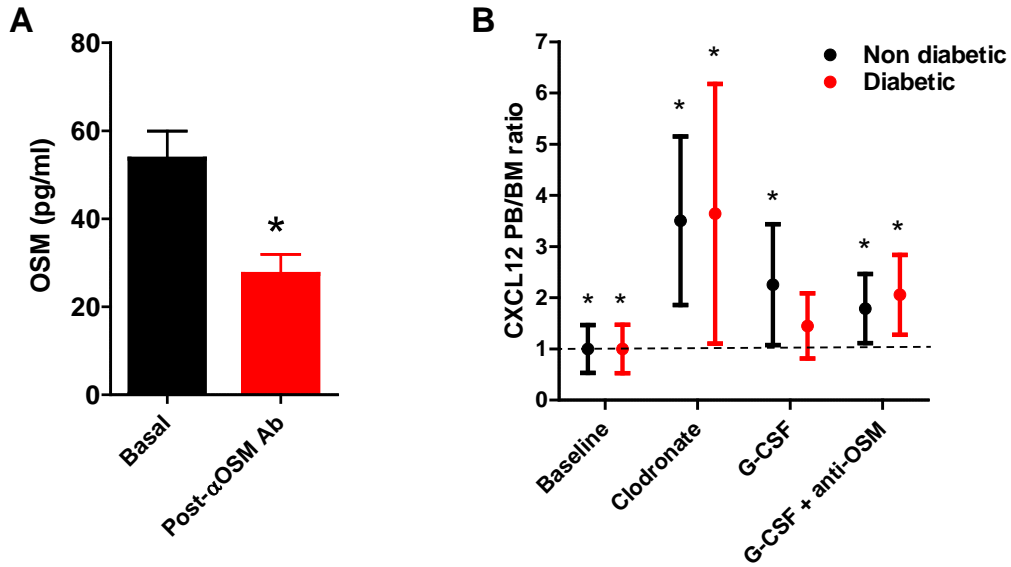 A
OSM (pg/ml)
80
60
40
20
0
*
Basal
Post-αOSM Ab
B
CXCL12 PB/BM ratio
7
6
5
4
3
2
1
0
Non diabetic
Diabetic
* * * * * * *
Baseline
Clodronate
G-CSF
G-CSF + anti-OSM